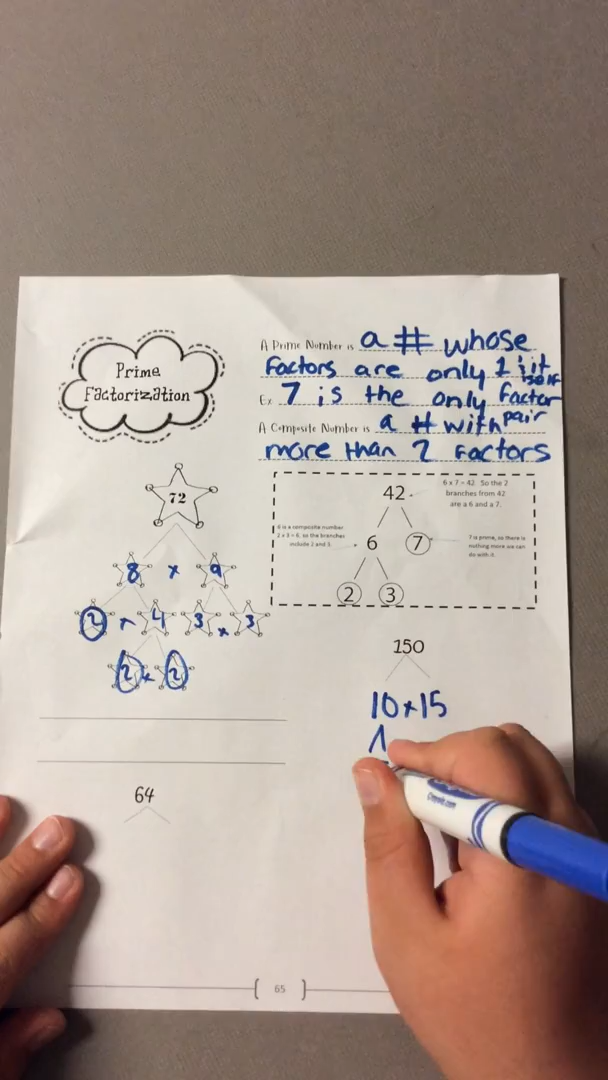 Prime
Factorization
A Prime Number is a # whose
factors are only 1 & itself
Ex. 7 is the only factor
pair
A Composite Number is a # with
more than 2 factors
72
8 x 9
2 x 4 3 x 3
2 x 2
42
6 x 7 = 42. So the 2
branches from 42
are a 6 and a 7.
6 is a composite number
2 x 3 = 6, so the branches
include 2 and 3.
6 7
7 is prime, so there is
nothing more we can
do with it.
2 3
150
10 x 15
64
Crayola.com
65